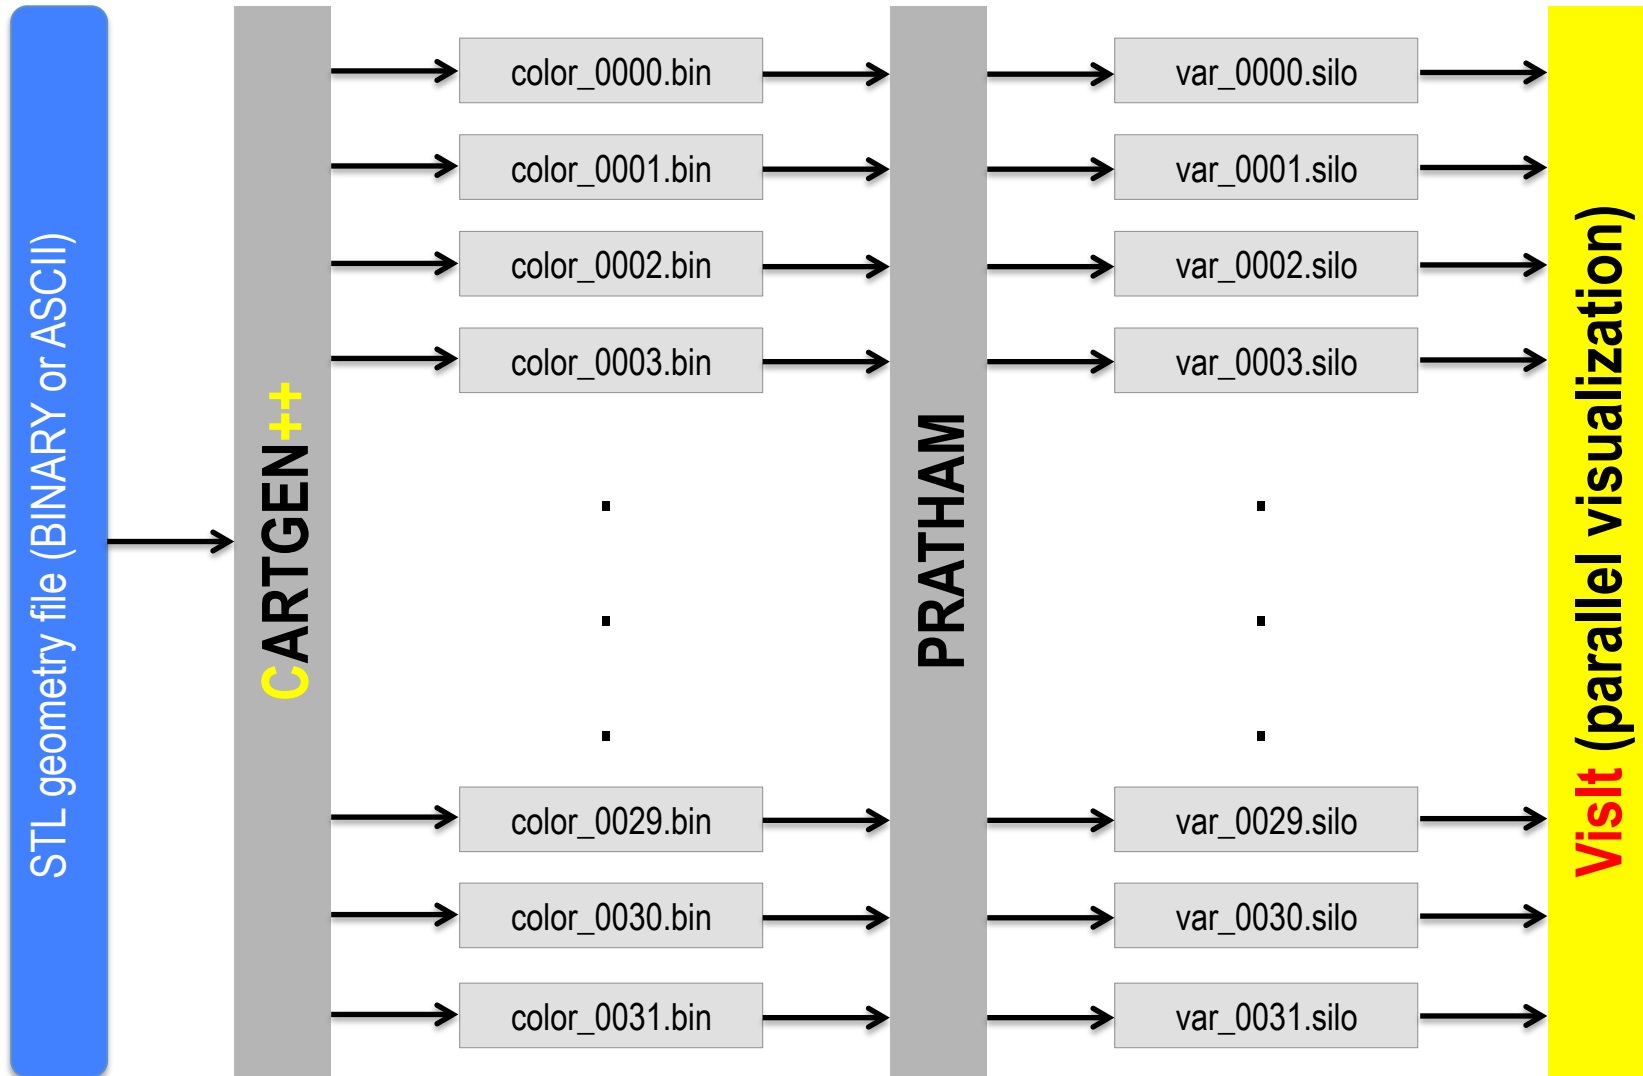 STL geometry file (BINARY or ASCII)
CARTGEN++
color_0000.bin
color_0001.bin
color_0002.bin
color_0003.bin
.
.
.
color_0029.bin
color_0030.bin
color_0031.bin
PRATHAM
var_0000.silo
var_0001.silo
var_0002.silo
var_0003.silo
.
.
.
var_0029.silo
var_0030.silo
var_0031.silo
VisIt (parallel visualization)